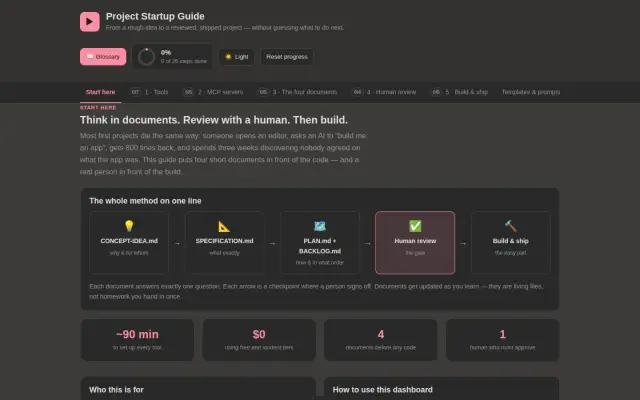 Project Startup Guide
From a rough idea to a reviewed, shipped project — without guessing what to do next.
Glossary
0%
0 of 26 steps done
Light
Reset progress
Start here
1 · Tools
2 · MCP servers
3 · The four documents
4 · Human review
5 · Build & ship
Templates & prompts
START HERE
Think in documents. Review with a human. Then build.
Most first projects die the same way: someone opens an editor, asks an AI to "build me
an app", gets 800 lines back, and spends three weeks discovering nobody agreed on
what the app was. This guide puts four short documents in front of the code — and a
real person in front of the build.
The whole method on one line
CONCEPT-IDEA.md
why & for whom
→
SPECIFICATION.md
what exactly
→
PLAN.md +
BACKLOG.md
how & in what order
→
Human review
the gate
→
Build & ship
the easy part
Each document answers exactly one question. Each arrow is a checkpoint where a person signs off. Documents get updated as you learn — they are living files,
not homework you hand in once.
~90 min
to set up every tool
$0
using free and student tiers
4
documents before any code
1
human who must approve
Who this is for
How to use this dashboard